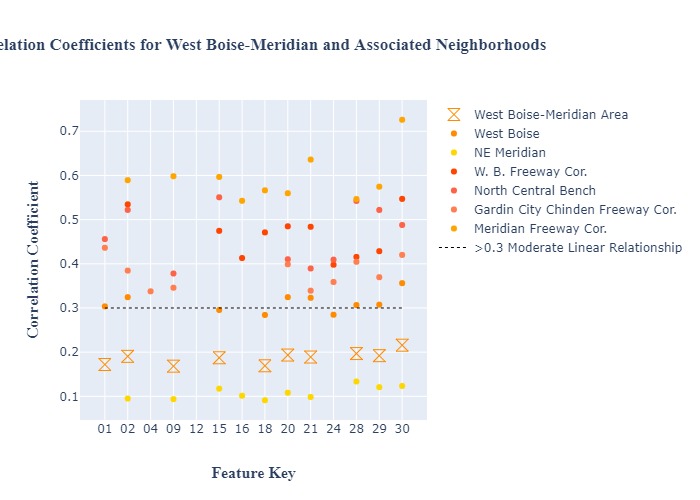 elation Coefficients for West Boise-Meridian and Associated Neighborhoods
0.7
0.6
0.5
0.4
0.3
0.2
0.1
Correlation Coefficient
01 02 04 09 12 15 16 18 20 21 24 28 29 30
Feature Key
West Boise-Meridian Area
West Boise
NE Meridian
W. B. Freeway Cor.
North Central Bench
Gardin City Chinden Freeway Cor.
Meridian Freeway Cor.
>0.3 Moderate Linear Relationship